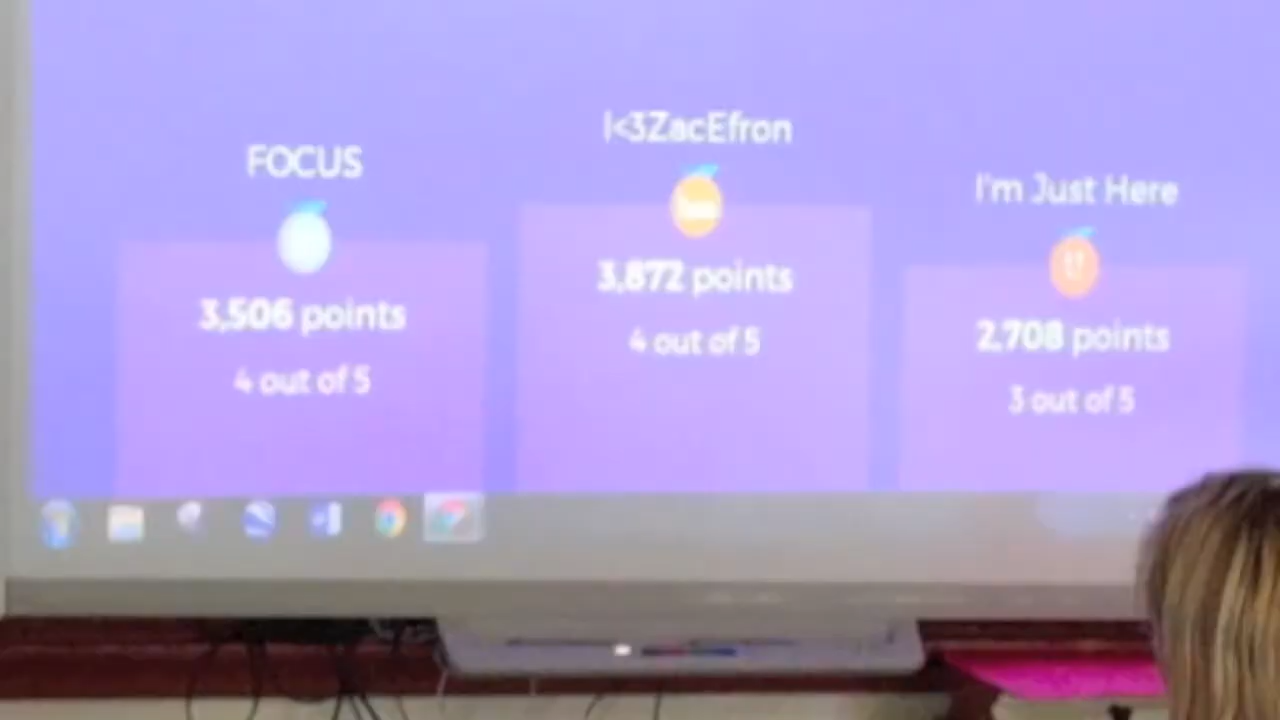 FOCUS
3,506 points
4 out of 5
I<3ZacEfron
3,872 points
4 out of 5
I'm Just Here
2,708 points
3 out of 5